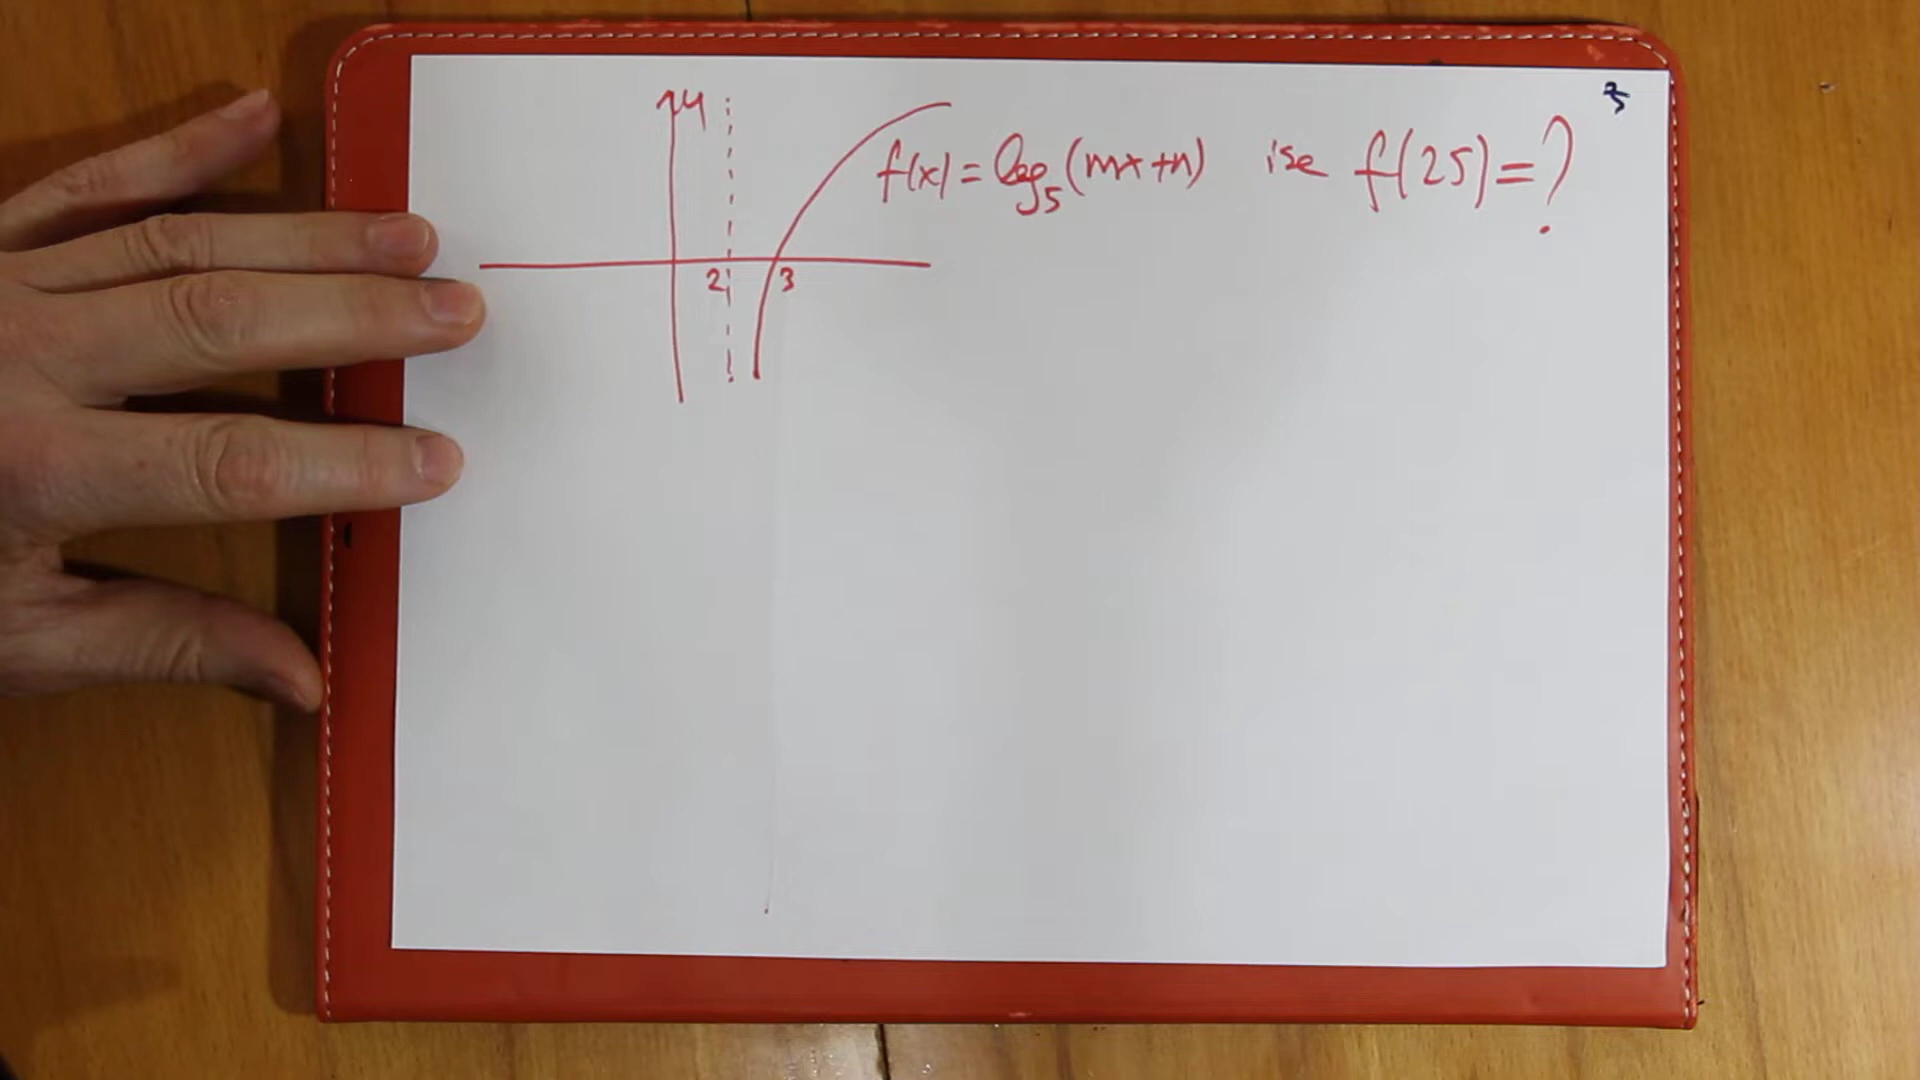 y
f(x) = log₅(mx+n) ise f(25) = ?
2 3